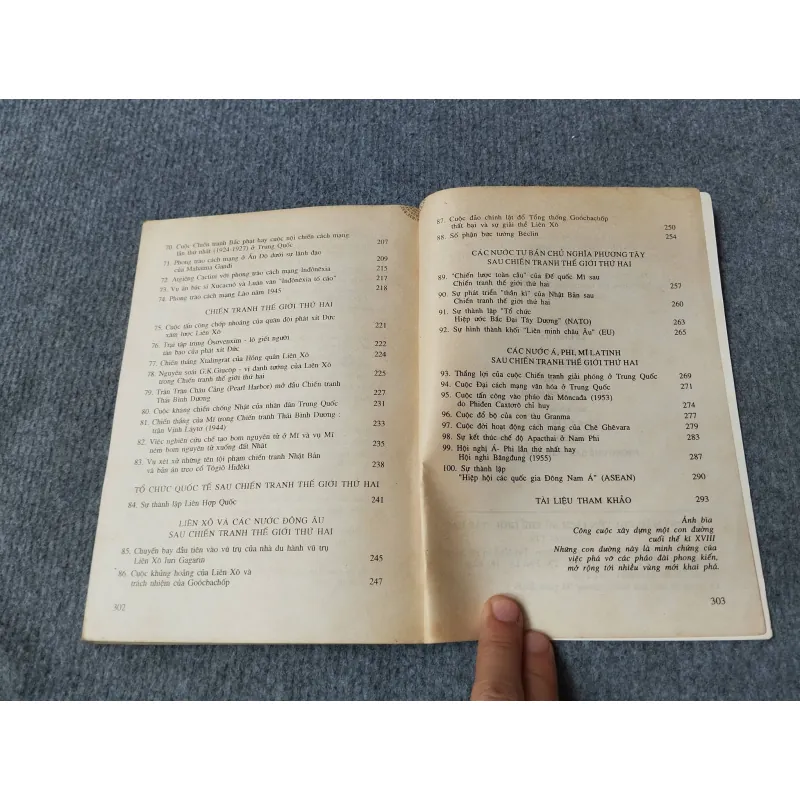 70. Cuộc Chiến tranh Bắc phạt hay cuộc nội chiến cách mạng
lần thứ nhất (1924-1927) ở Trung Quốc 207
71. Phong trào cách mạng ở Ấn Độ dưới sự lãnh đạo
của Mahatma Gandi 209
72. Áprilêng Cactini với phong trào cách mạng Inđônêxia 215
73. Vụ án bác sĩ Xucacnô và Luận văn "Inđônêxia tố cáo" 217
74. Phong trào cách mạng Lào năm 1945 218
CHIẾN TRANH THẾ GIỚI THỨ HAI
75. Cuộc tấn công chớp nhoáng của quân đội phát xít Đức
xâm lược Liên Xô 221
76. Trại tập trung Ôsơvenxim - lò giết người
tàn bạo của phát xít Đức 222
77. Chiến thắng Xtalingrat của Hồng quân Liên Xô 224
78. Nguyên soái G.K.Giucốp - vị danh tướng của Liên Xô
trong Chiến tranh thế giới thứ hai 225
79. Trận Trân Châu Cảng (Pearl Harbor) mở đầu Chiến tranh
Thái Bình Dương 227
80. Cuộc kháng chiến chống Nhật của nhân dân Trung Quốc 231
81. Chiến thắng của Mĩ trong Chiến tranh Thái Bình Dương :
trận Vịnh Lâytơ (1944) 233
82. Việc nghiên cứu chế tạo bom nguyên tử ở Mĩ và vụ Mĩ
ném bom nguyên tử xuống đất Nhật 235
83. Vụ xét xử những tên tội phạm chiến tranh Nhật Bản
và bản án treo cổ Tôgiô Hiđêki 238
TỔ CHỨC QUỐC TẾ SAU CHIẾN TRANH THẾ GIỚI THỨ HAI
84. Sự thành lập Liên Hợp Quốc 241
LIÊN XÔ VÀ CÁC NƯỚC ĐÔNG ÂU
SAU CHIẾN TRANH THẾ GIỚI THỨ HAI
85. Chuyến bay đầu tiên vào vũ trụ của nhà du hành vũ trụ
Liên Xô Iuri Gagarin 245
86. Cuộc khủng hoảng của Liên Xô và
trách nhiệm của Goócbachốp 247
302
87. Cuộc đảo chính lật đổ Tổng thống Goócbachốp
thất bại và sự giải thể Liên Xô 250
88. Số phận bức tường Beclin 254
CÁC NƯỚC TƯ BẢN CHỦ NGHĨA PHƯƠNG TÂY
SAU CHIẾN TRANH THẾ GIỚI THỨ HAI
89. "Chiến lược toàn cầu" của Đế quốc Mĩ sau
Chiến tranh thế giới thứ hai 257
90. Sự phát triển "thần kì" của Nhật Bản sau
Chiến tranh thế giới thứ hai 260
91. Sự thành lập "Tổ chức
Hiệp ước Bắc Đại Tây Dương" (NATO) 263
92. Sự hình thành khối "Liên minh châu Âu" (EU) 265
CÁC NƯỚC Á, PHI, MĨ LATINH
SAU CHIẾN TRANH THẾ GIỚI THỨ HAI
93. Thắng lợi của cuộc Chiến tranh giải phóng ở Trung Quốc 269
94. Cuộc Đại cách mạng văn hóa ở Trung Quốc 271
95. Cuộc tấn công vào pháo đài Môncađa (1953)
do Phiđen Caxtơrô chỉ huy 274
96. Cuộc đổ bộ của con tàu Granma 277
97. Cuộc đời hoạt động cách mạng của Chê Ghêvara 279
98. Sự kết thúc chế độ Apacthai ở Nam Phi 283
99. Hội nghị Á- Phi lần thứ nhất hay
Hội nghị Băngđung (1955) 287
100. Sự thành lập
"Hiệp hội các quốc gia Đông Nam Á" (ASEAN) 290
TÀI LIỆU THAM KHẢO 293
Ảnh bìa
Công cuộc xây dựng một con đường
cuối thế kỉ XVIII
Những con đường này là minh chứng của
việc phá vỡ các pháo đài phong kiến,
mở rộng tới nhiều vùng mới khai phá.
303